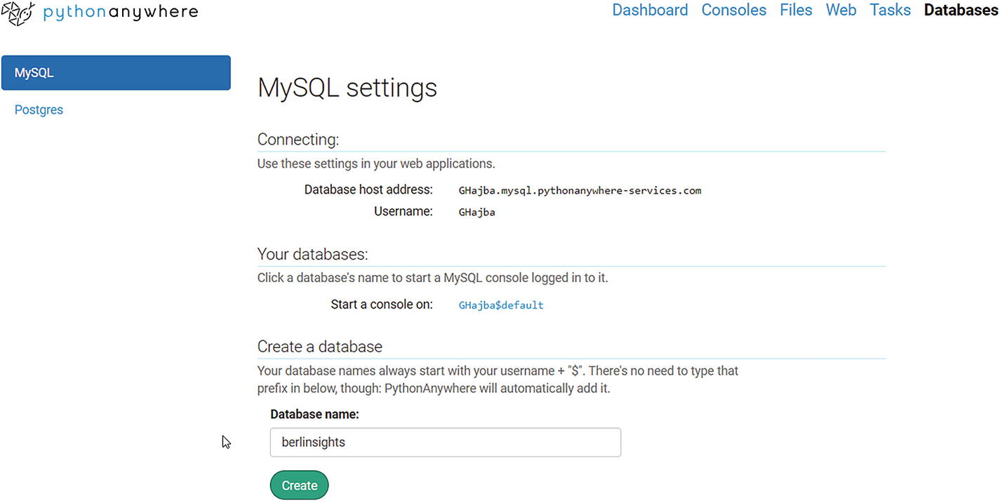 pythonanywhere
Dashboard Consoles Files Web Tasks Databases
MySQL
Postgres
MySQL settings
Connecting:
Use these settings in your web applications.
Database host address: GHajba.mysql.pythonanywhere-services.com
Username: GHajba
Your databases:
Click a database's name to start a MySQL console logged in to it.
Start a console on: GHajba$default
Create a database
Your database names always start with your username + "$". There's no need to type that
prefix in below, though: PythonAnywhere will automatically add it.
Database name:
berlinsights
Create